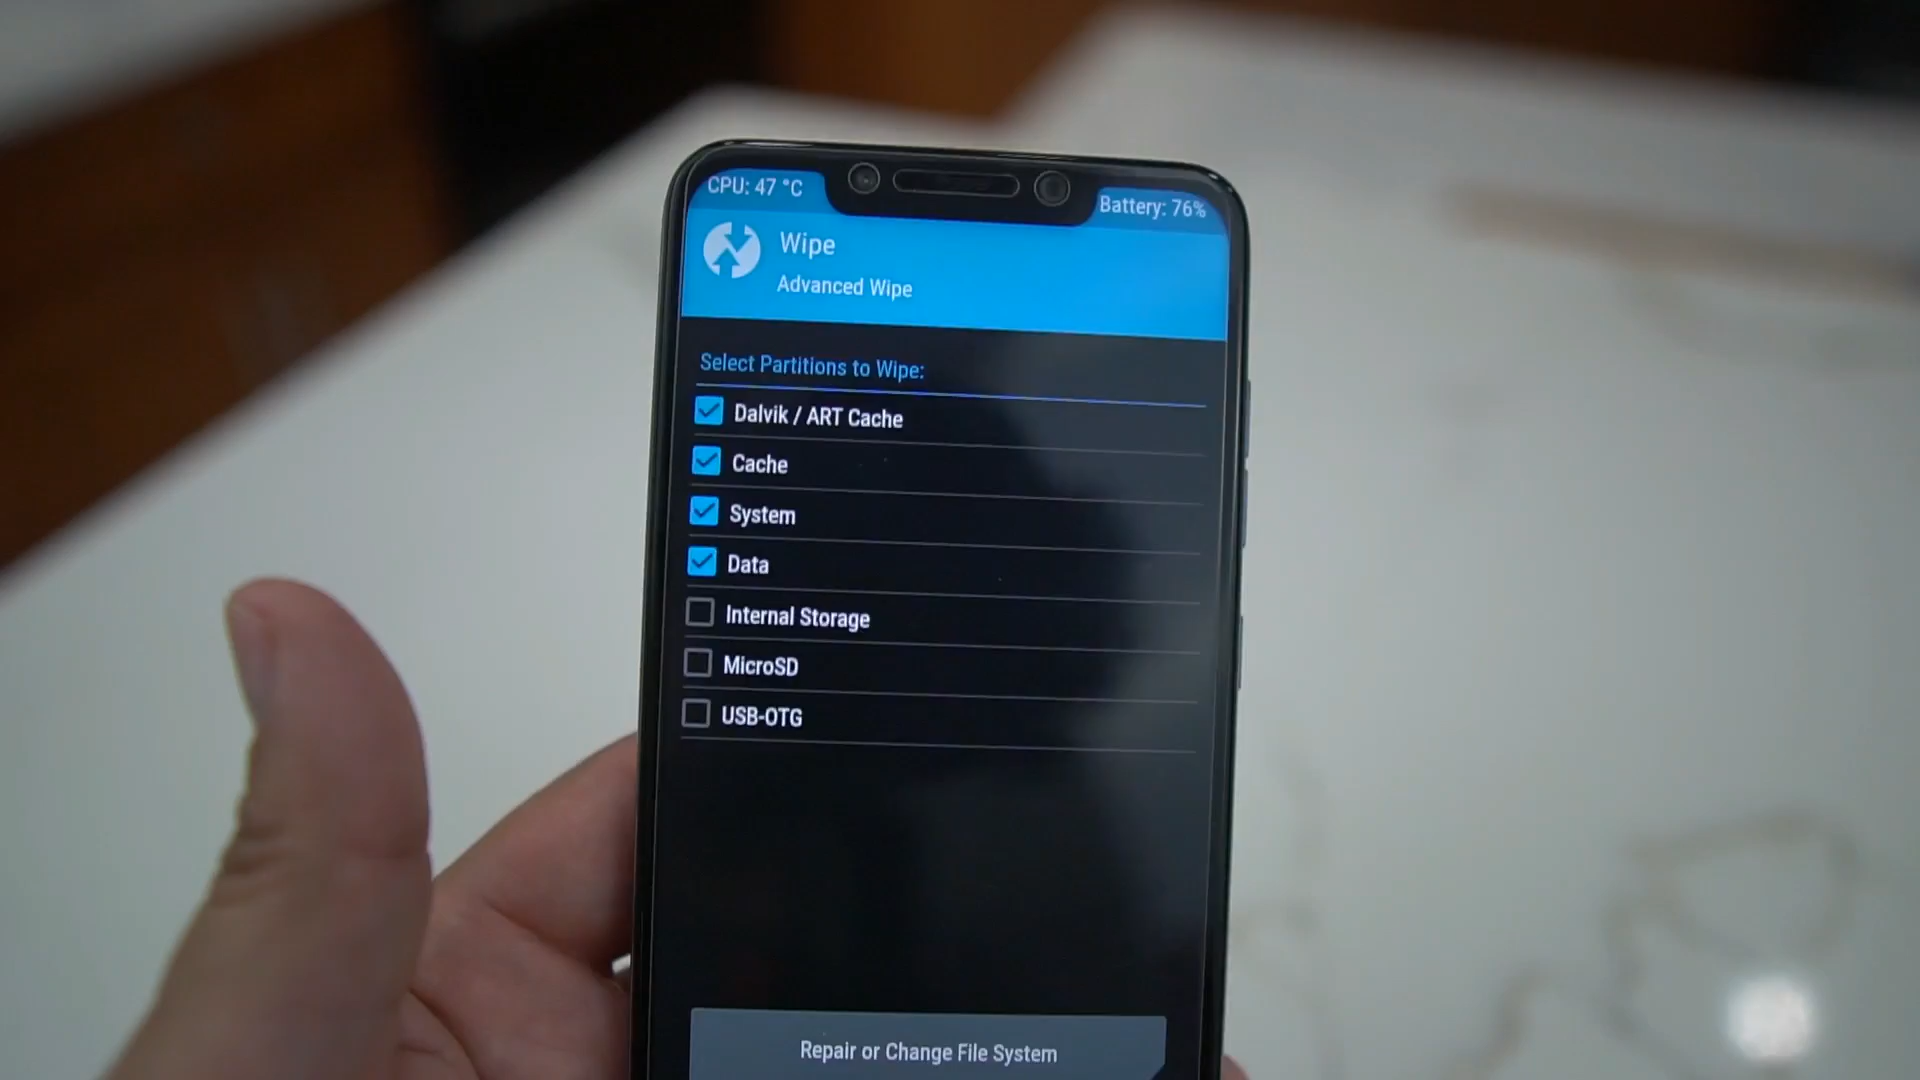 CPU: 47 °C
Battery: 76%
Wipe
Advanced Wipe
Select Partitions to Wipe:
Dalvik / ART Cache
Cache
System
Data
Internal Storage
MicroSD
USB-OTG
Repair or Change File System